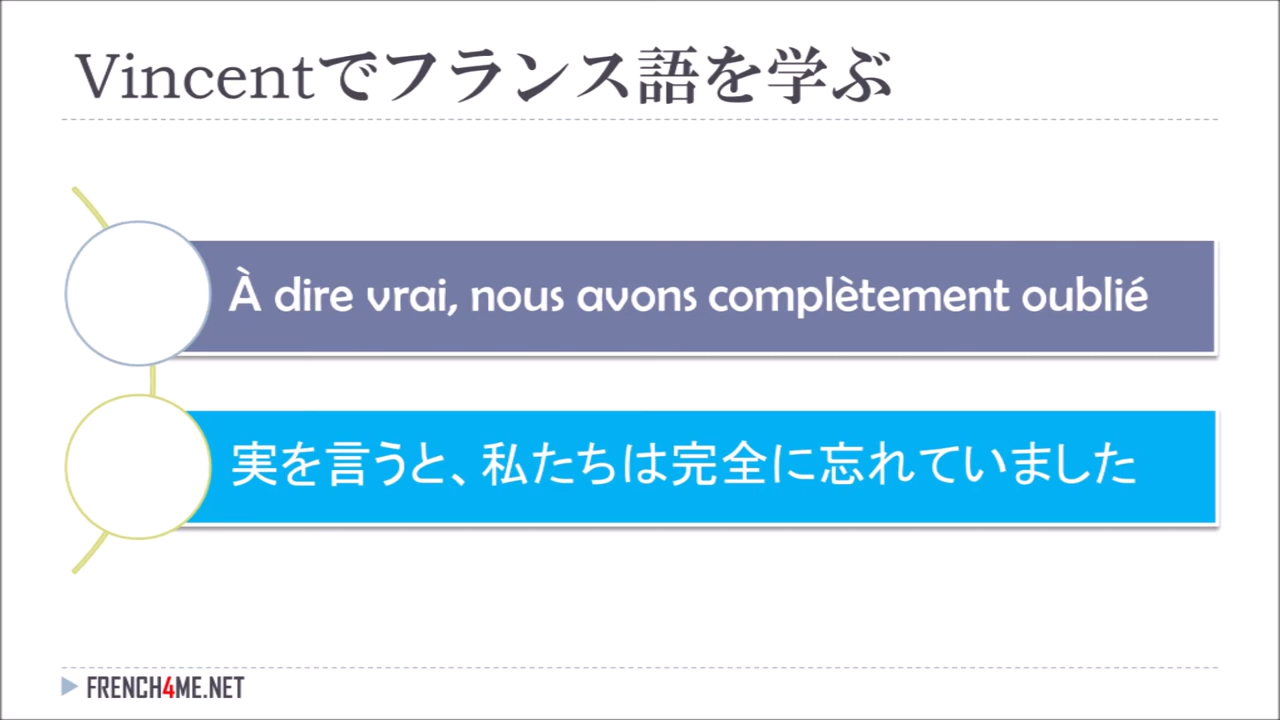 Vincentでフランス語を学ぶ
À dire vrai, nous avons complètement oublié
実を言うと、私たちは完全に忘れていました
FRENCH4ME.NET